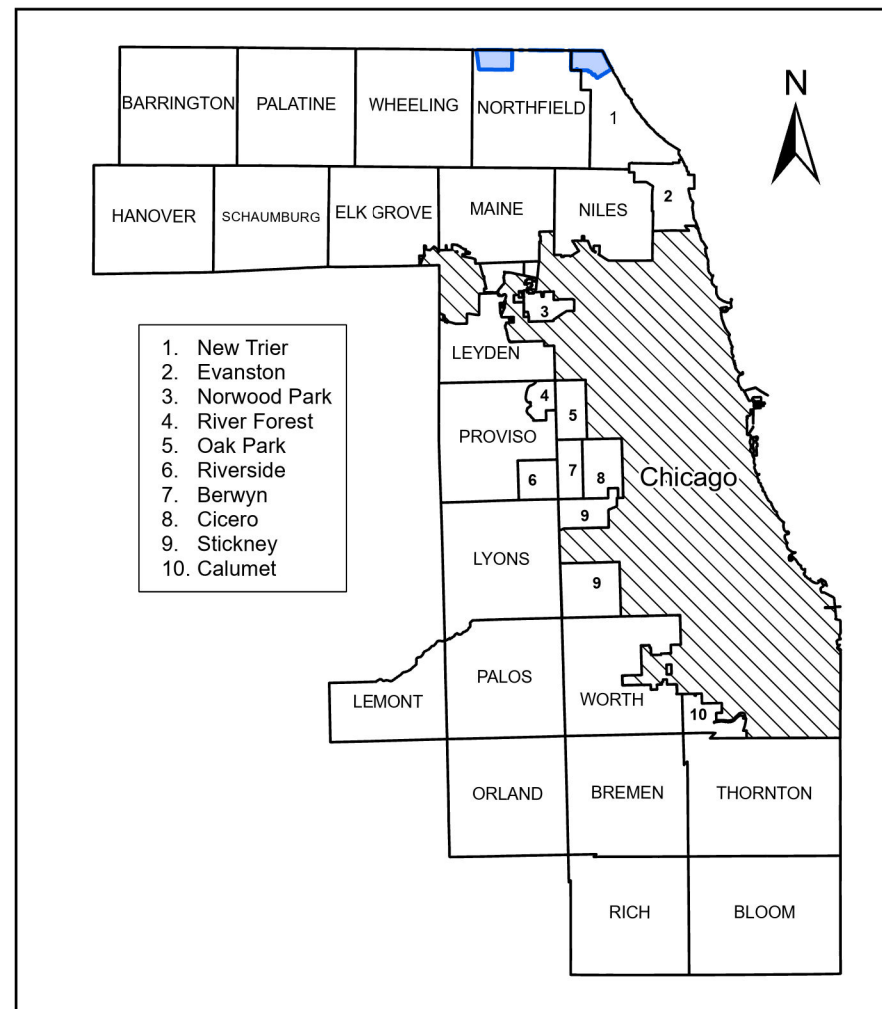 N
BARRINGTON
PALATINE
WHEELING
NORTHFIELD
1
HANOVER
SCHAUMBURG
ELK GROVE
MAINE
NILES
2
3
LEYDEN
1. New Trier
2. Evanston
3. Norwood Park
4. River Forest
5. Oak Park
6. Riverside
7. Berwyn
8. Cicero
9. Stickney
10. Calumet
4
5
PROVISO
6
7
8
Chicago
9
LYONS
9
PALOS
LEMONT
WORTH
10
ORLAND
BREMEN
THORNTON
RICH
BLOOM